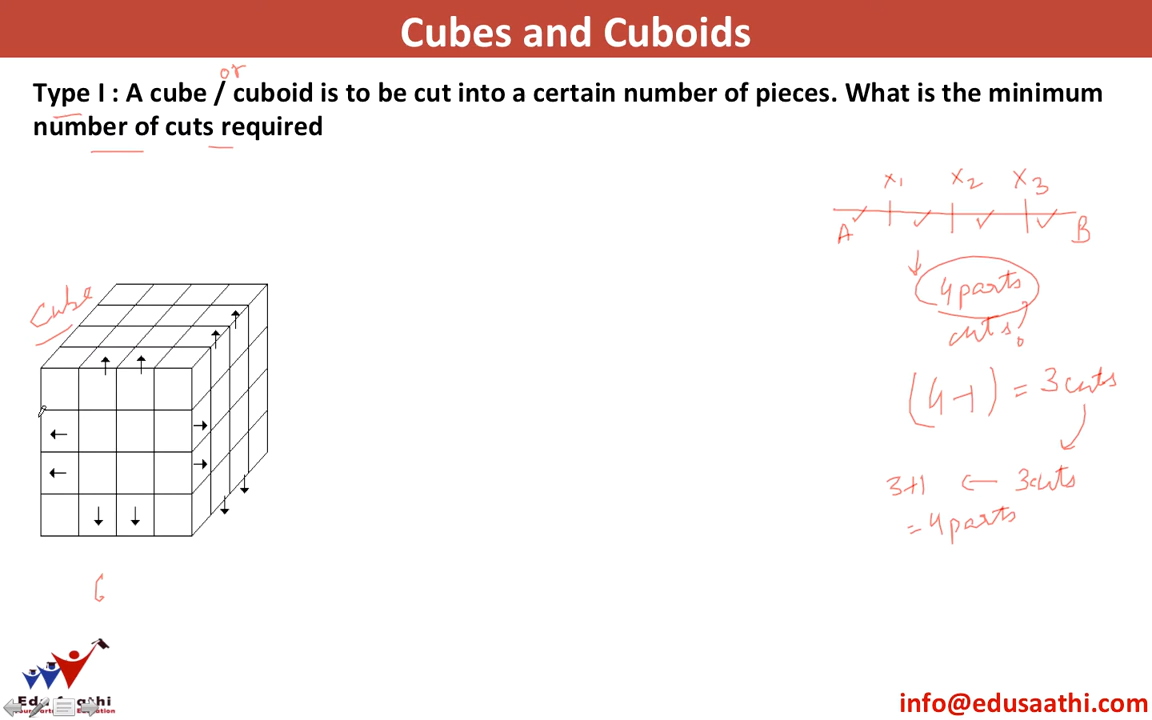 Cubes and Cuboids
or
Type I : A cube / cuboid is to be cut into a certain number of pieces. What is the minimum
number of cuts required
x1 x2 x3
A B
4 parts
cuts?
(4-1) = 3 cuts
3+1 ← 3 cuts
= 4 parts
Cube
6
info@edusaathi.com